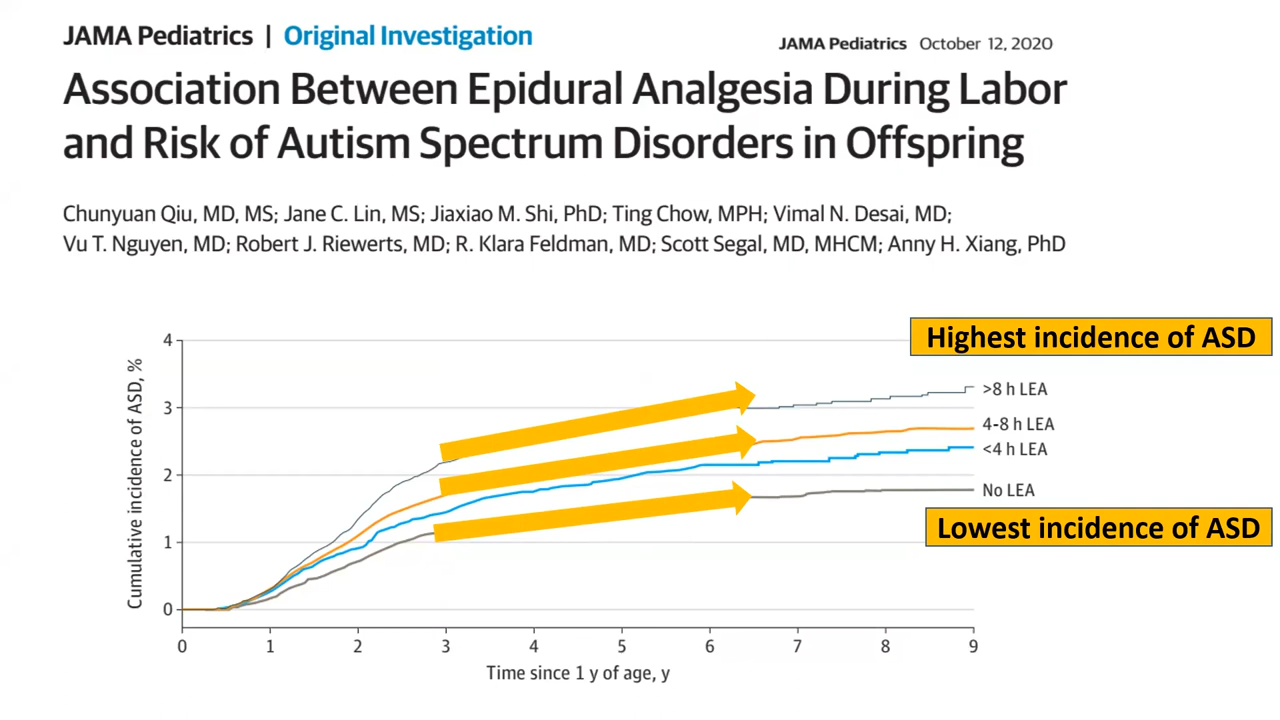 JAMA Pediatrics | Original Investigation
JAMA Pediatrics October 12, 2020
Association Between Epidural Analgesia During Labor
and Risk of Autism Spectrum Disorders in Offspring
Chunyuan Qiu, MD, MS; Jane C. Lin, MS; Jiaxiao M. Shi, PhD; Ting Chow, MPH; Vimal N. Desai, MD;
Vu T. Nguyen, MD; Robert J. Riewerts, MD; R. Klara Feldman, MD; Scott Segal, MD, MHCM; Anny H. Xiang, PhD
Highest incidence of ASD
Cumulative incidence of ASD, %
4
3
2
1
0
>8 h LEA
4-8 h LEA
<4 h LEA
No LEA
Lowest incidence of ASD
0 1 2 3 4 5 6 7 8 9
Time since 1 y of age, y